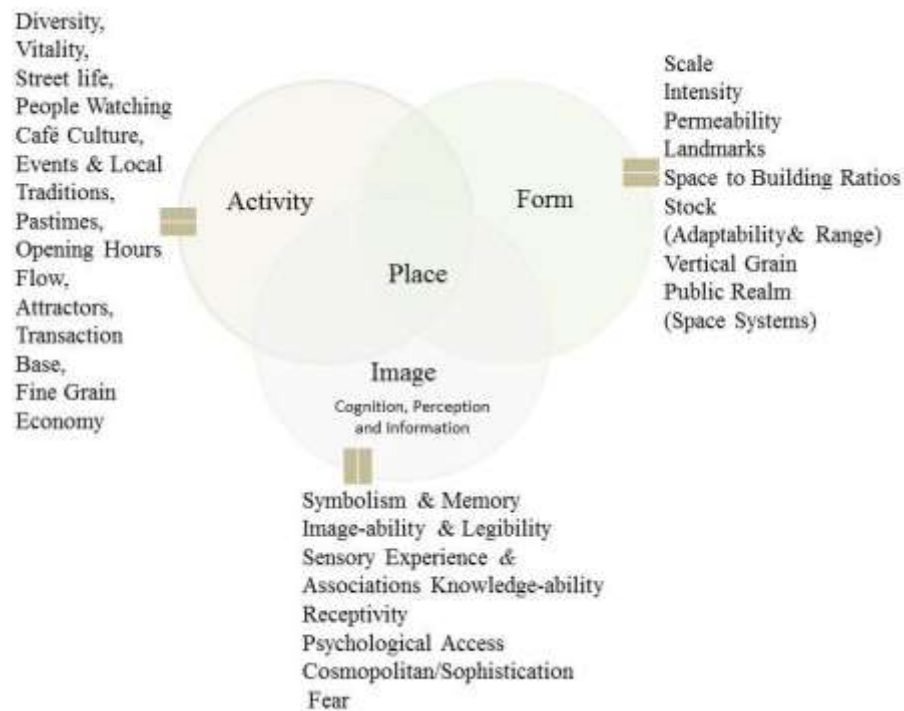 Diversity,
Vitality,
Street life,
People Watching
Café Culture,
Events & Local
Traditions,
Pastimes,
Opening Hours
Flow,
Attractors,
Transaction
Base,
Fine Grain
Economy
Activity
Form
Place
Image
Cognition, Perception
and Information
Scale
Intensity
Permeability
Landmarks
Space to Building Ratios
Stock
(Adaptability& Range)
Vertical Grain
Public Realm
(Space Systems)
Symbolism & Memory
Image-ability & Legibility
Sensory Experience &
Associations Knowledge-ability
Receptivity
Psychological Access
Cosmopolitan/Sophistication
Fear